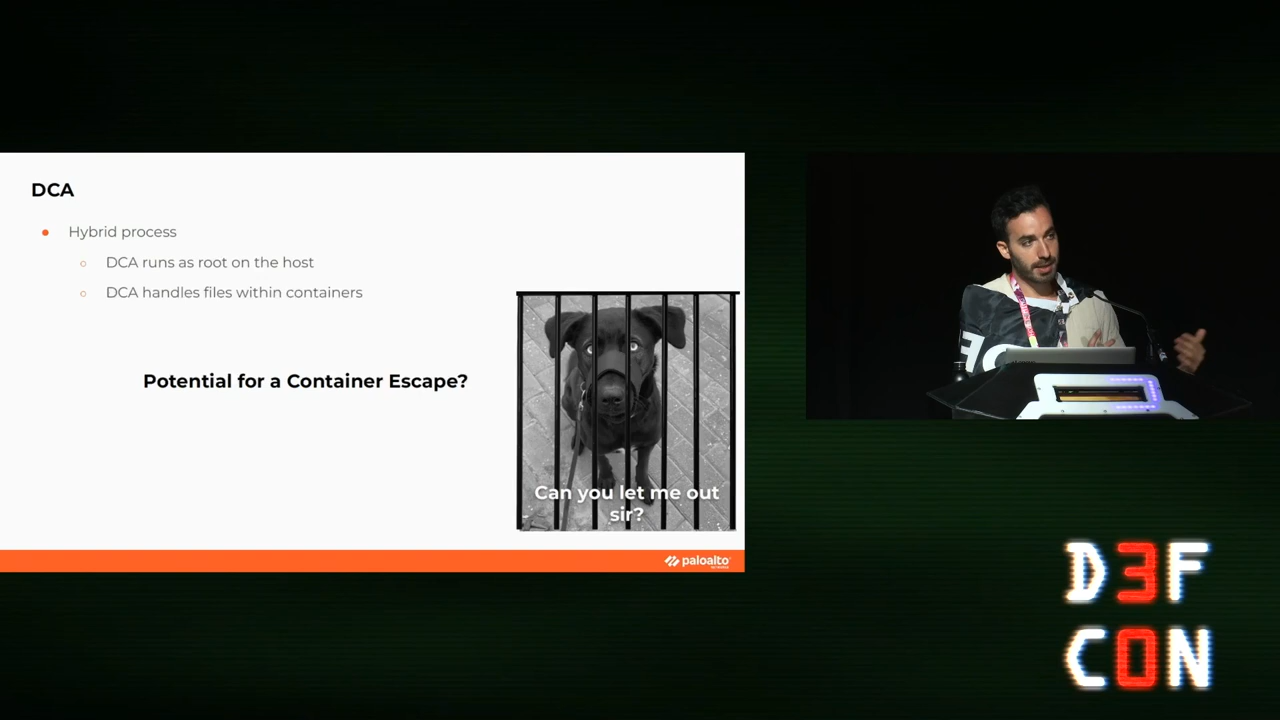 DCA
Hybrid process
DCA runs as root on the host
DCA handles files within containers
Potential for a Container Escape?
Can you let me out
sir?
paloalto
D3F
C0N